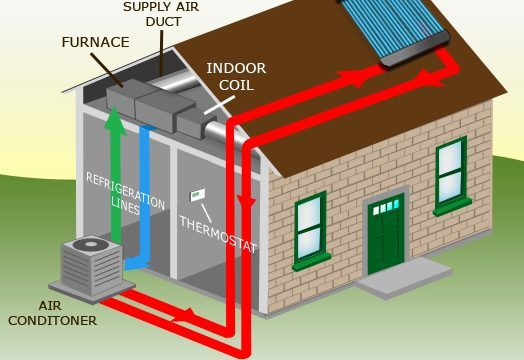 SUPPLY AIR
DUCT
FURNACE
INDOOR
COIL
REFRIGERATION
LINES
THERMOSTAT
AIR
CONDITONER